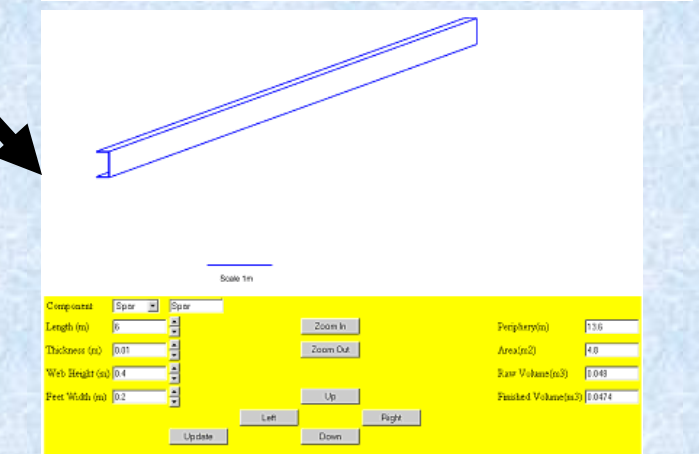 Scale 1m
Component Spar Spar
Length (m) 6 Zoom In Periphery(m) 13.6
Thickness (m) 0.01 Zoom Out Area(m2) 4.8
Web Height (m) 0.4 Raw Volume(m3) 0.048
Feet Width (m) 0.2 Up Finished Volume(m3) 0.0474
Left Right
Update Down